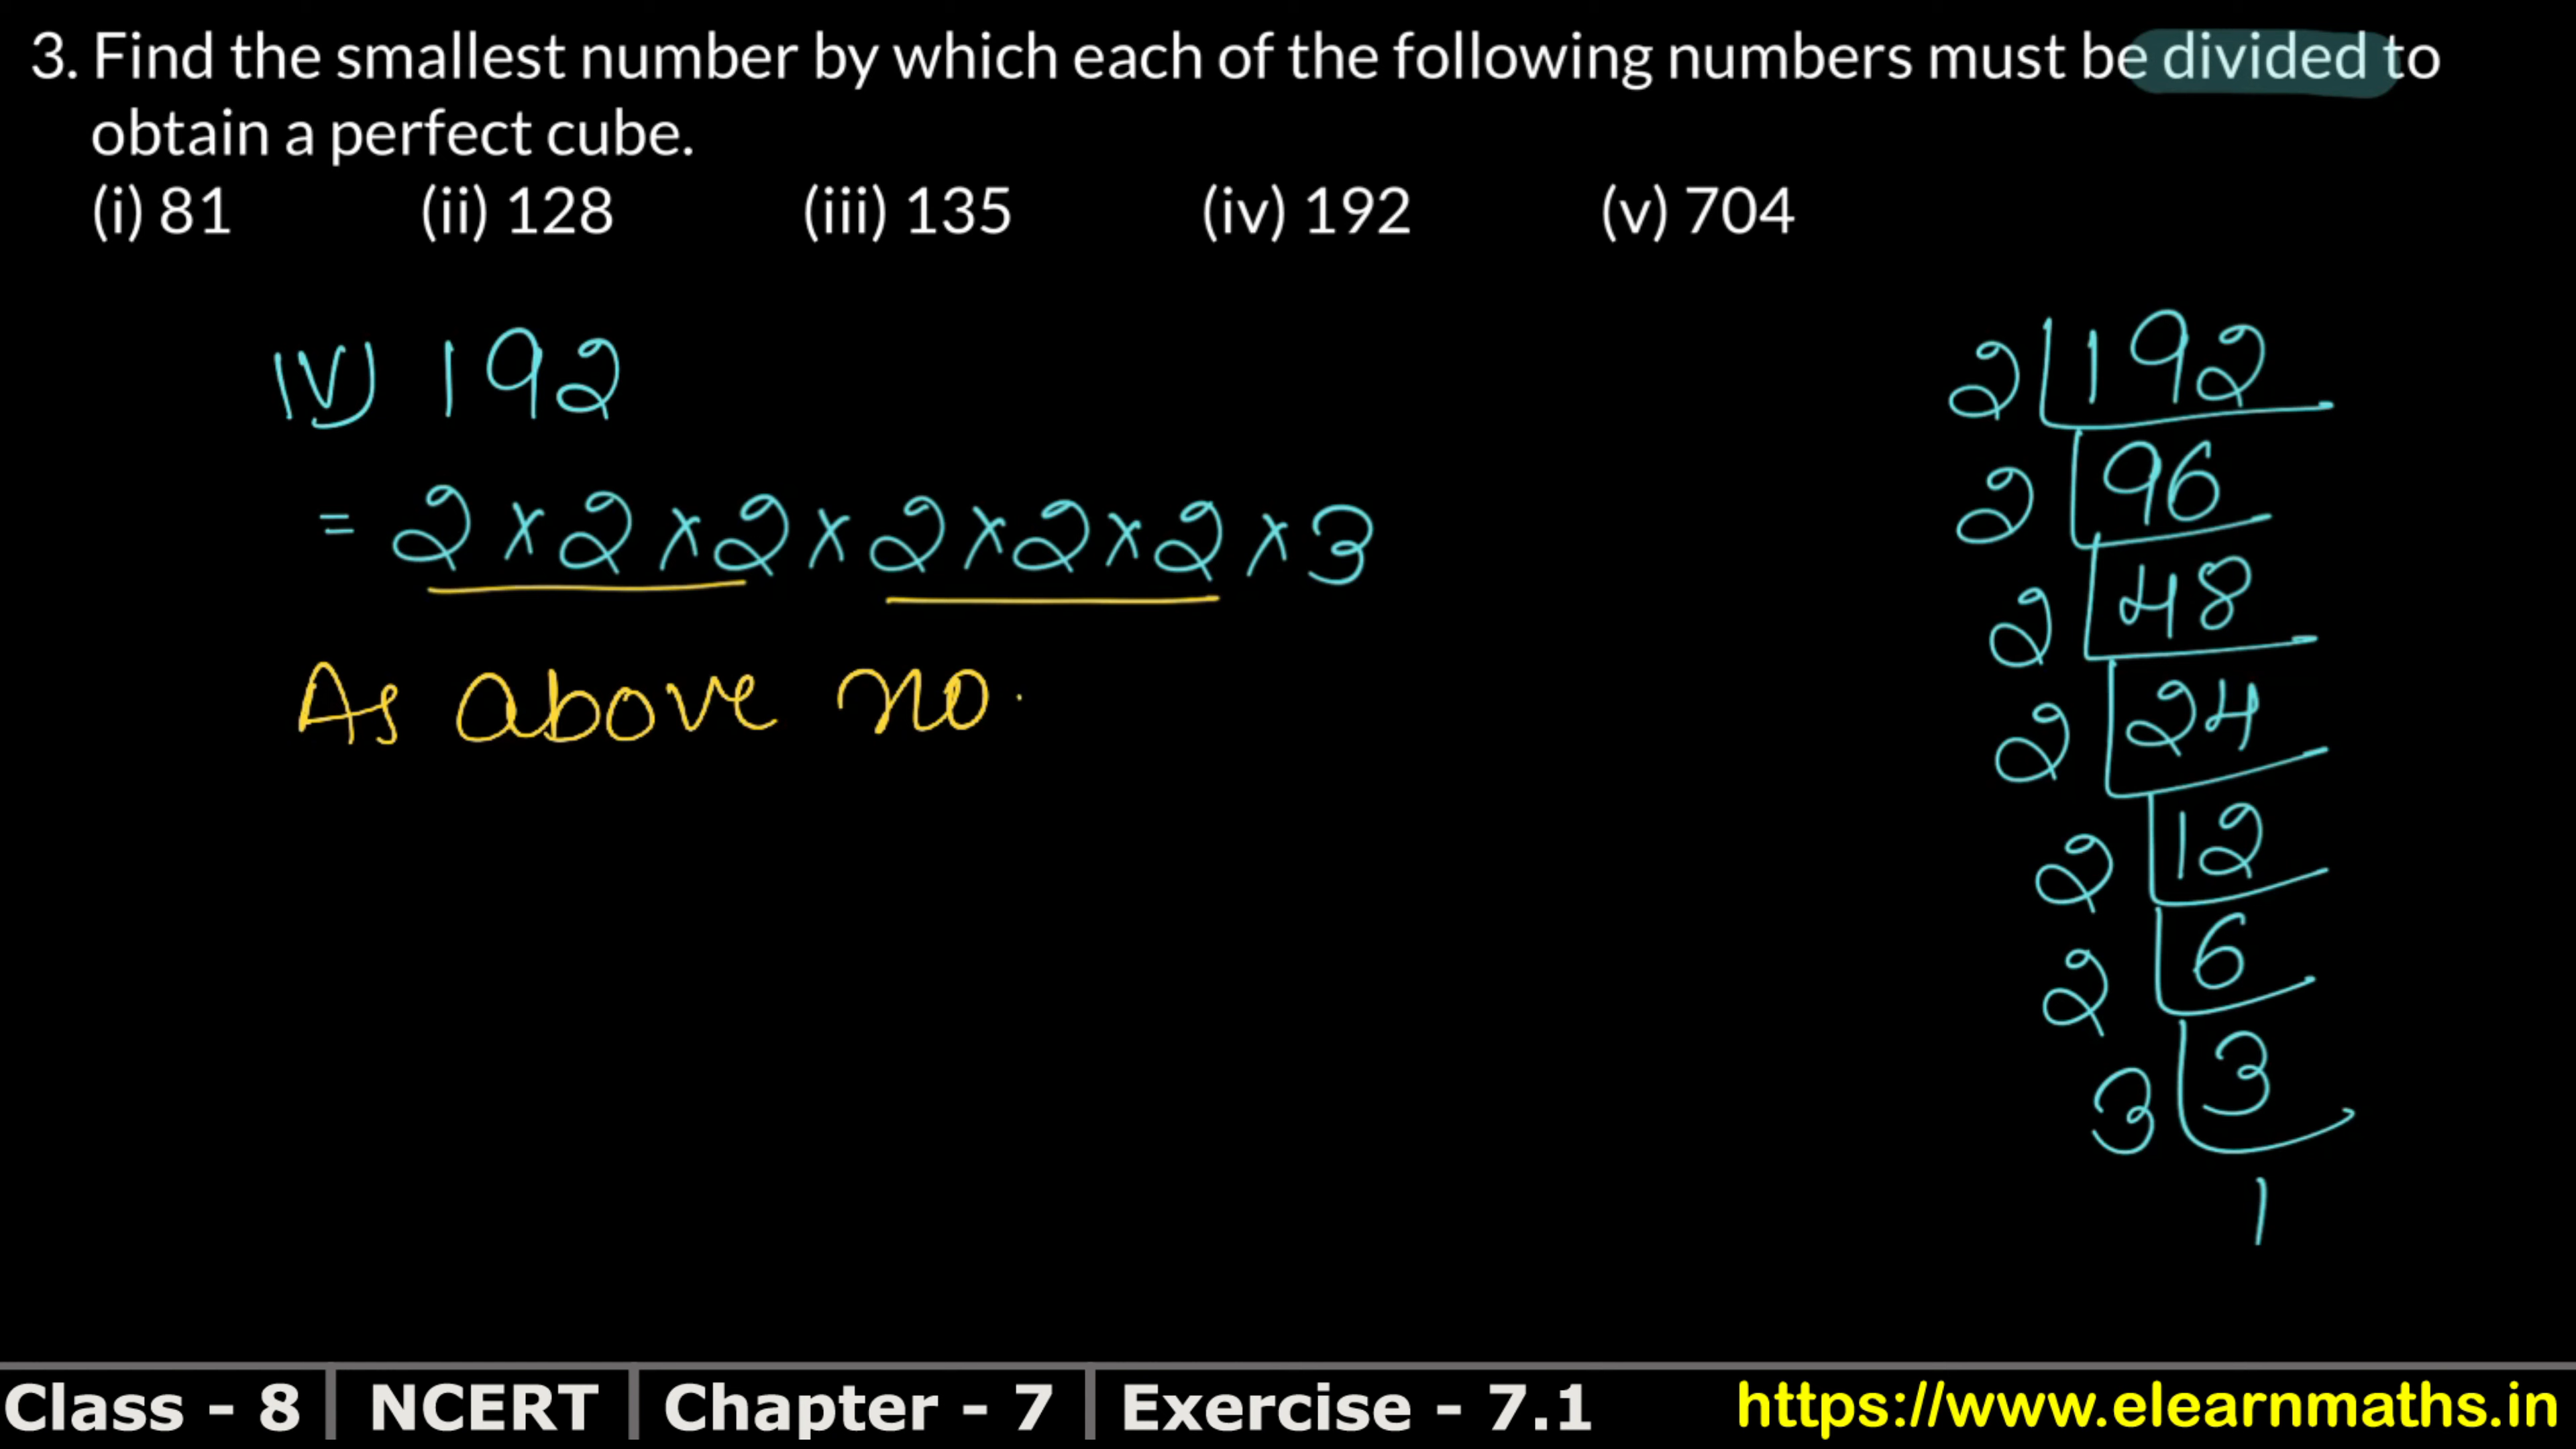 3. Find the smallest number by which each of the following numbers must be divided to
obtain a perfect cube.
(i) 81 (ii) 128 (iii) 135 (iv) 192 (v) 704
IV) 192
= 2 × 2 × 2 × 2 × 2 × 2 × 3
As above no.
2 192
2 96
2 48
2 24
2 12
2 6
3 3
1
Class - 8 | NCERT | Chapter - 7 | Exercise - 7.1 https://www.elearnmaths.in